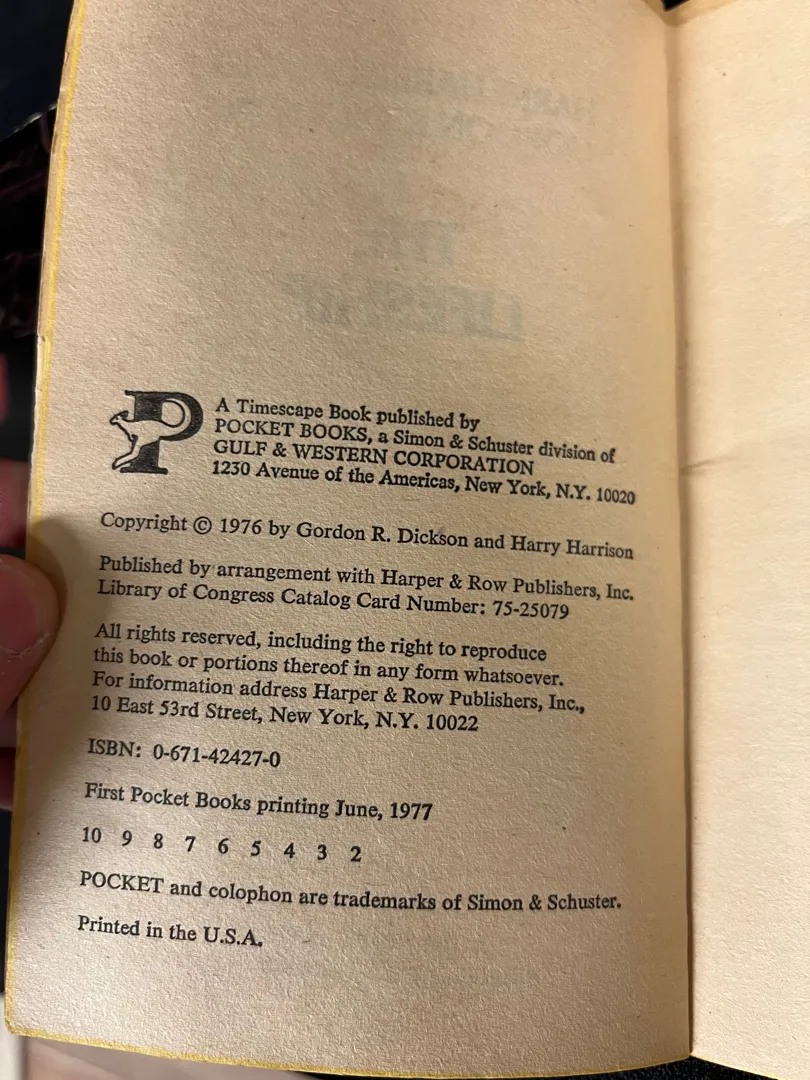 P
A Timescape Book published by
POCKET BOOKS, a Simon & Schuster division of
GULF & WESTERN CORPORATION
1230 Avenue of the Americas, New York, N.Y. 10020
Copyright © 1976 by Gordon R. Dickson and Harry Harrison
Published by arrangement with Harper & Row Publishers, Inc.
Library of Congress Catalog Card Number: 75-25079
All rights reserved, including the right to reproduce
this book or portions thereof in any form whatsoever.
For information address Harper & Row Publishers, Inc.,
10 East 53rd Street, New York, N.Y. 10022
ISBN: 0-671-42427-0
First Pocket Books printing June, 1977
10 9 8 7 6 5 4 3 2
POCKET and colophon are trademarks of Simon & Schuster.
Printed in the U.S.A.